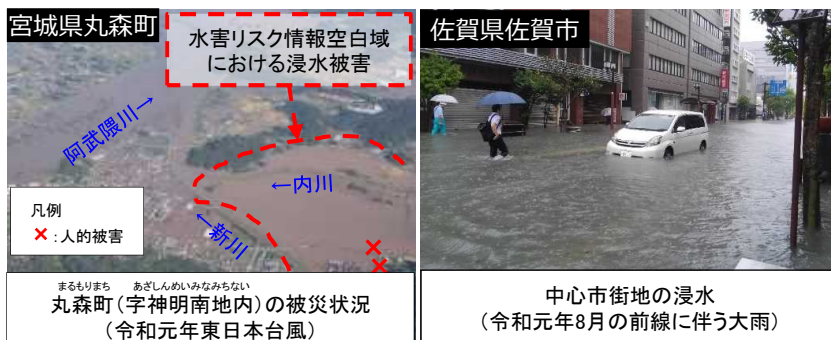 宮城県丸森町
水害リスク情報空白域
における浸水被害
阿武隈川→
←内川
←新川
凡例
×:人的被害
まるもりまち あざしんめいみなみちない
丸森町(字神明南地内)の被災状況
(令和元年東日本台風)
佐賀県佐賀市
中心市街地の浸水
(令和元年8月の前線に伴う大雨)